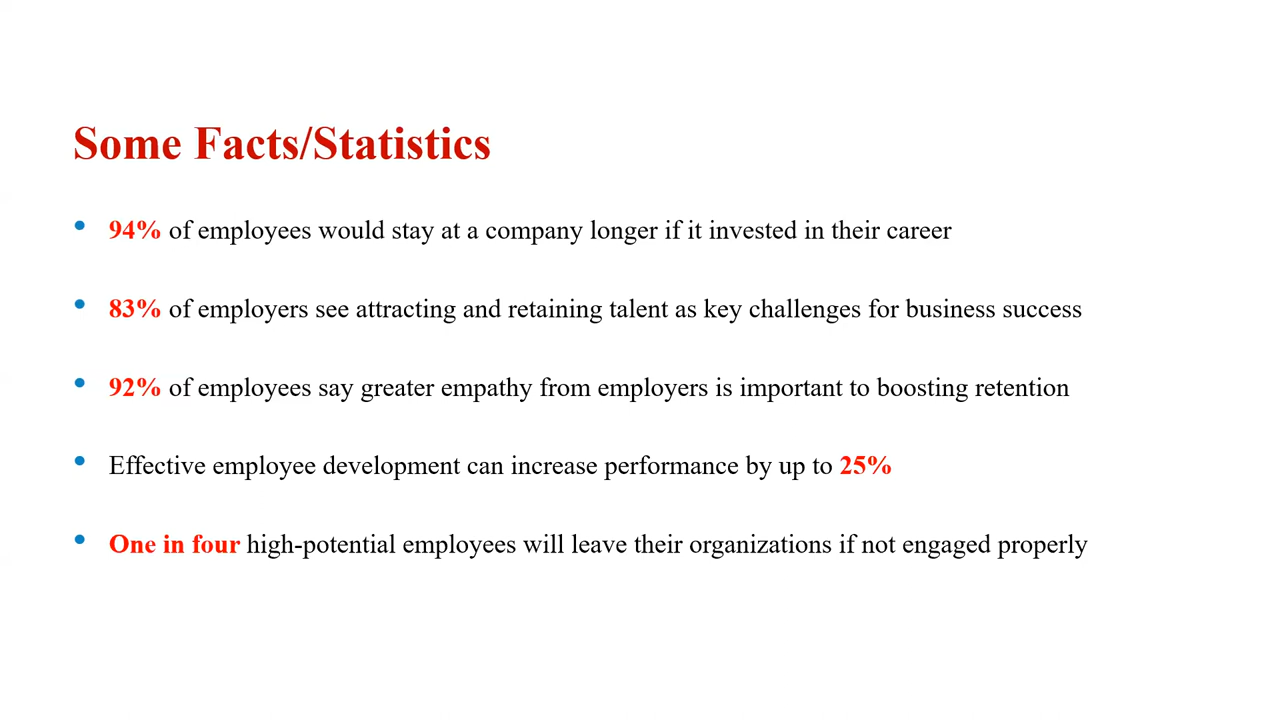 Some Facts/Statistics
94% of employees would stay at a company longer if it invested in their career
83% of employers see attracting and retaining talent as key challenges for business success
92% of employees say greater empathy from employers is important to boosting retention
Effective employee development can increase performance by up to 25%
One in four high-potential employees will leave their organizations if not engaged properly